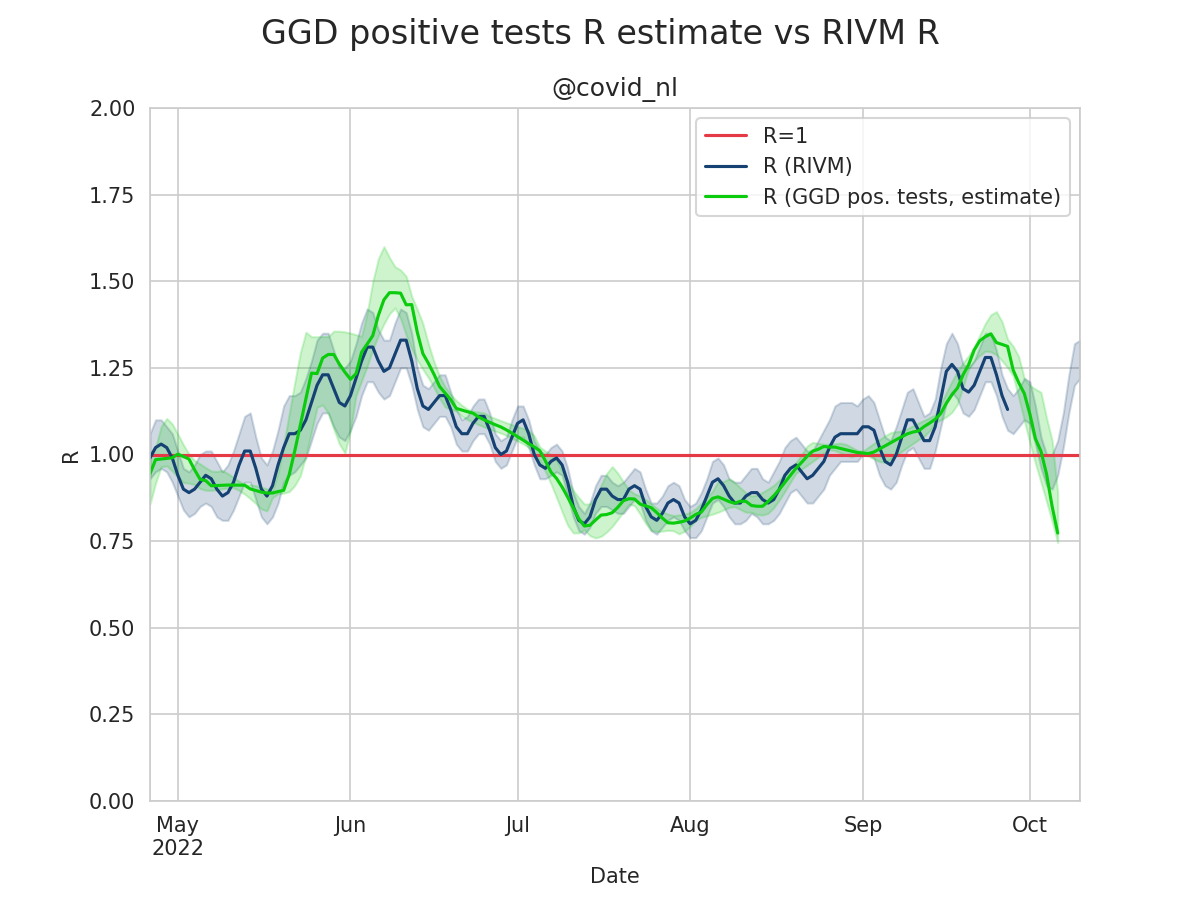 GGD positive tests R estimate vs RIVM R
@covid_nl
R=1
R (RIVM)
R (GGD pos. tests, estimate)
2.00
1.75
1.50
1.25
1.00
0.75
0.50
0.25
0.00
R
May Jun Jul Aug Sep Oct
2022
Date